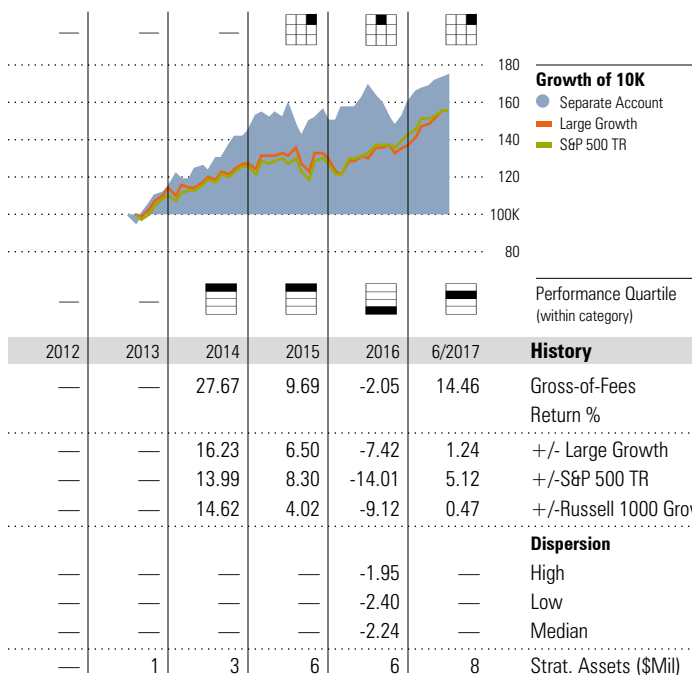 — — —
180
Growth of 10K
160
Separate Account
Large Growth
140
S&P 500 TR
120
100K
80
— —
Performance Quartile
(within category)
2012 2013 2014 2015 2016 6/2017 History
— — 27.67 9.69 -2.05 14.46 Gross-of-Fees
Return %
— — 16.23 6.50 -7.42 1.24 +/- Large Growth
— — 13.99 8.30 -14.01 5.12 +/-S&P 500 TR
— — 14.62 4.02 -9.12 0.47 +/-Russell 1000 Grov
Dispersion
— — — — -1.95 — High
— — — — -2.40 — Low
— — — — -2.24 — Median
— 1 3 6 6 8 Strat. Assets ($Mil)